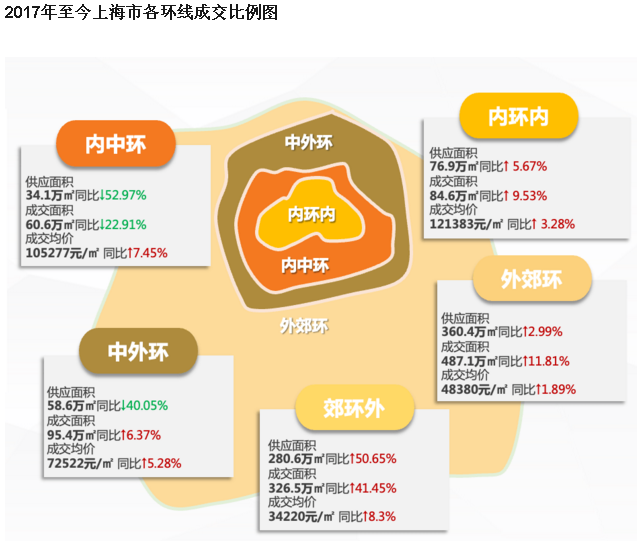 2017年至今上海市各环线成交比例图
内中环
供应面积
34.1万㎡同比↓52.97%
成交面积
60.6万㎡同比↓22.91%
成交均价
105277元/㎡ 同比↑7.45%
内环内
供应面积
76.9万㎡同比↑ 5.67%
成交面积
84.6万㎡同比↑ 9.53%
成交均价
121383元/㎡ 同比↑ 3.28%
中外环
内环内
内中环
外郊环
外郊环
供应面积
360.4万㎡同比↑2.99%
成交面积
487.1万㎡同比↑11.81%
成交均价
48380元/㎡ 同比↑1.89%
中外环
供应面积
58.6万㎡同比↓40.05%
成交面积
95.4万㎡同比↑6.37%
成交均价
72522元/㎡ 同比↑5.28%
郊环外
供应面积
280.6万㎡同比↑50.65%
成交面积
326.5万㎡同比↑41.45%
成交均价
34220元/㎡ 同比↑8.3%